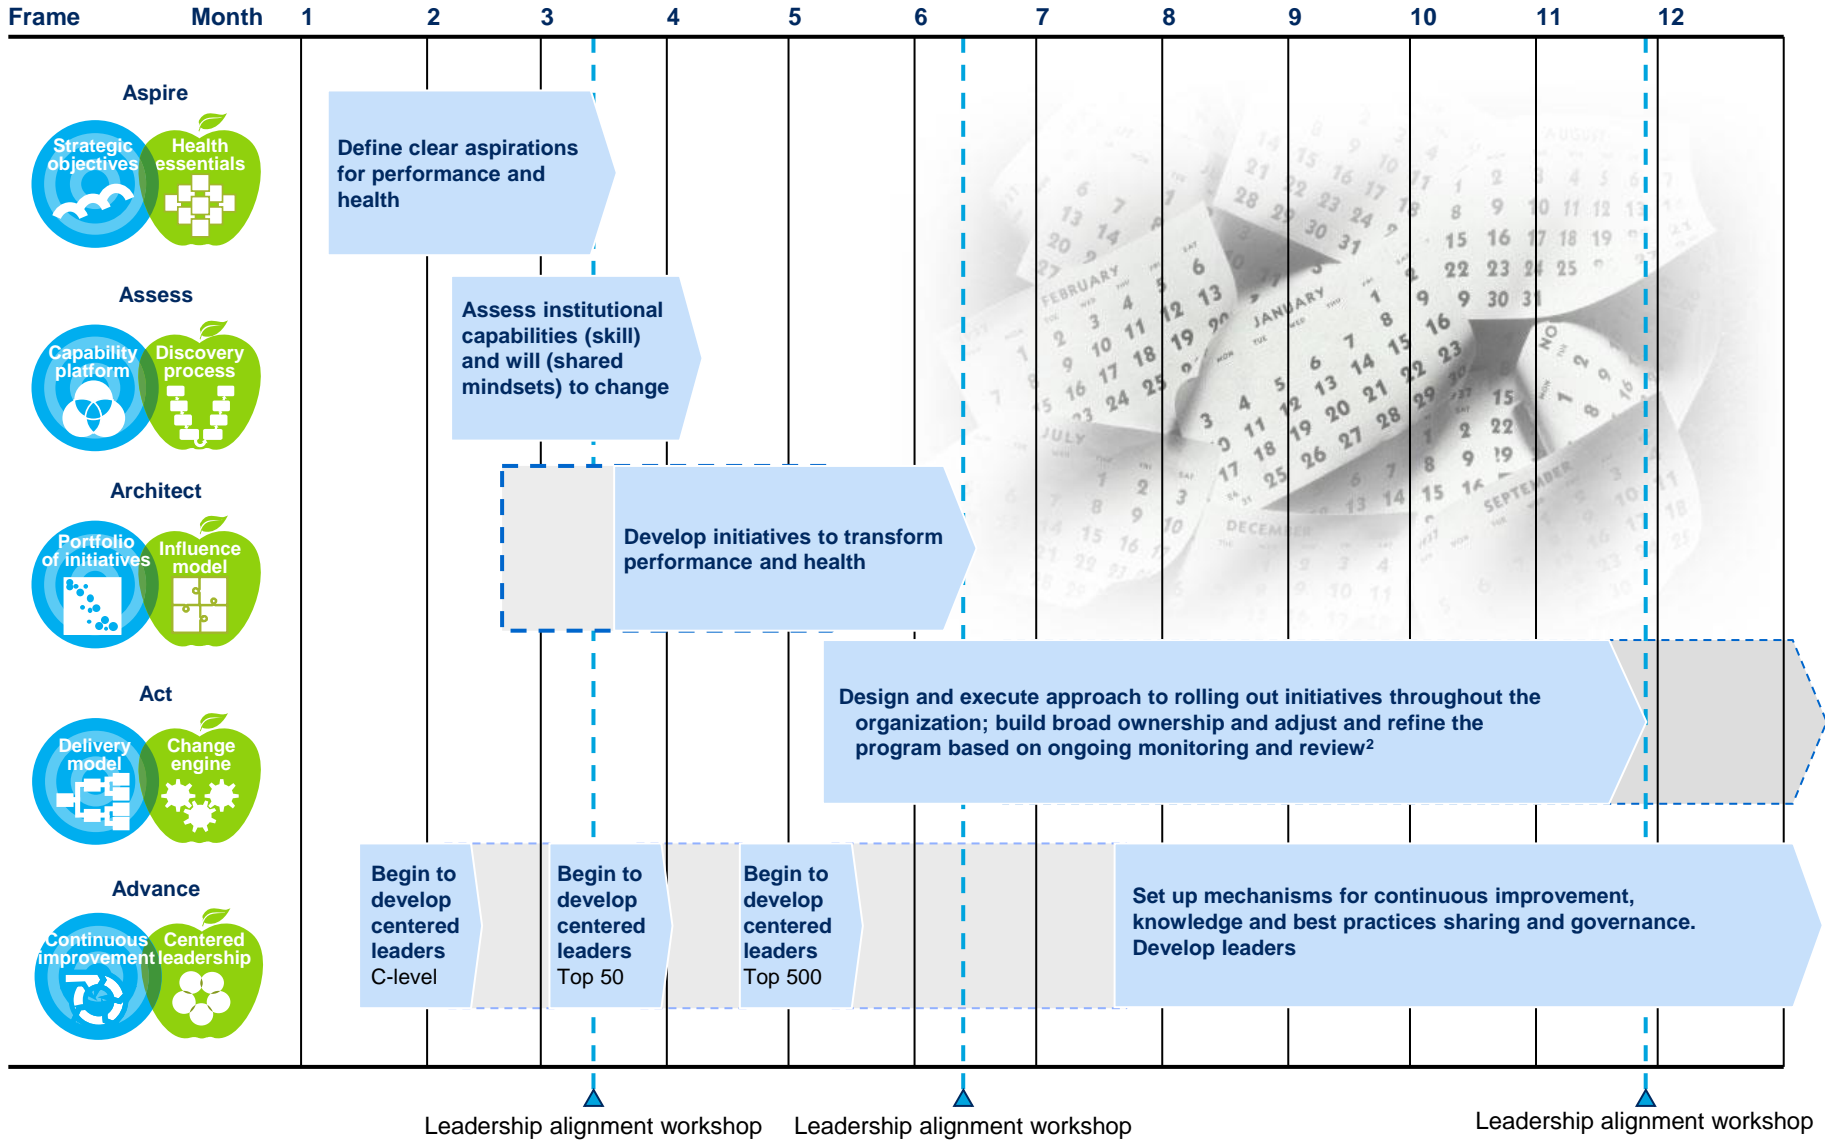 Frame Month 1 2 3 4 5 6 7 8 9 10 11 12
Aspire
Strategic
objectives
Health
essentials
Define clear aspirations
for performance and
health
Assess
Capability
platform
Discovery
process
Assess institutional
capabilities (skill)
and will (shared
mindsets) to change
Architect
Portfolio
of initiatives
Influence
model
Develop initiatives to transform
performance and health
Act
Delivery
model
Change
engine
Design and execute approach to rolling out initiatives throughout the
organization; build broad ownership and adjust and refine the
program based on ongoing monitoring and review²
Advance
Continuous
improvement
Centered
leadership
Begin to
develop
centered
leaders
C-level
Begin to
develop
centered
leaders
Top 50
Begin to
develop
centered
leaders
Top 500
Set up mechanisms for continuous improvement,
knowledge and best practices sharing and governance.
Develop leaders
Leadership alignment workshop
Leadership alignment workshop
Leadership alignment workshop
FEBRUARY
JANUARY
AUGUST
JULY
DECEMBER
SEPTEMBER